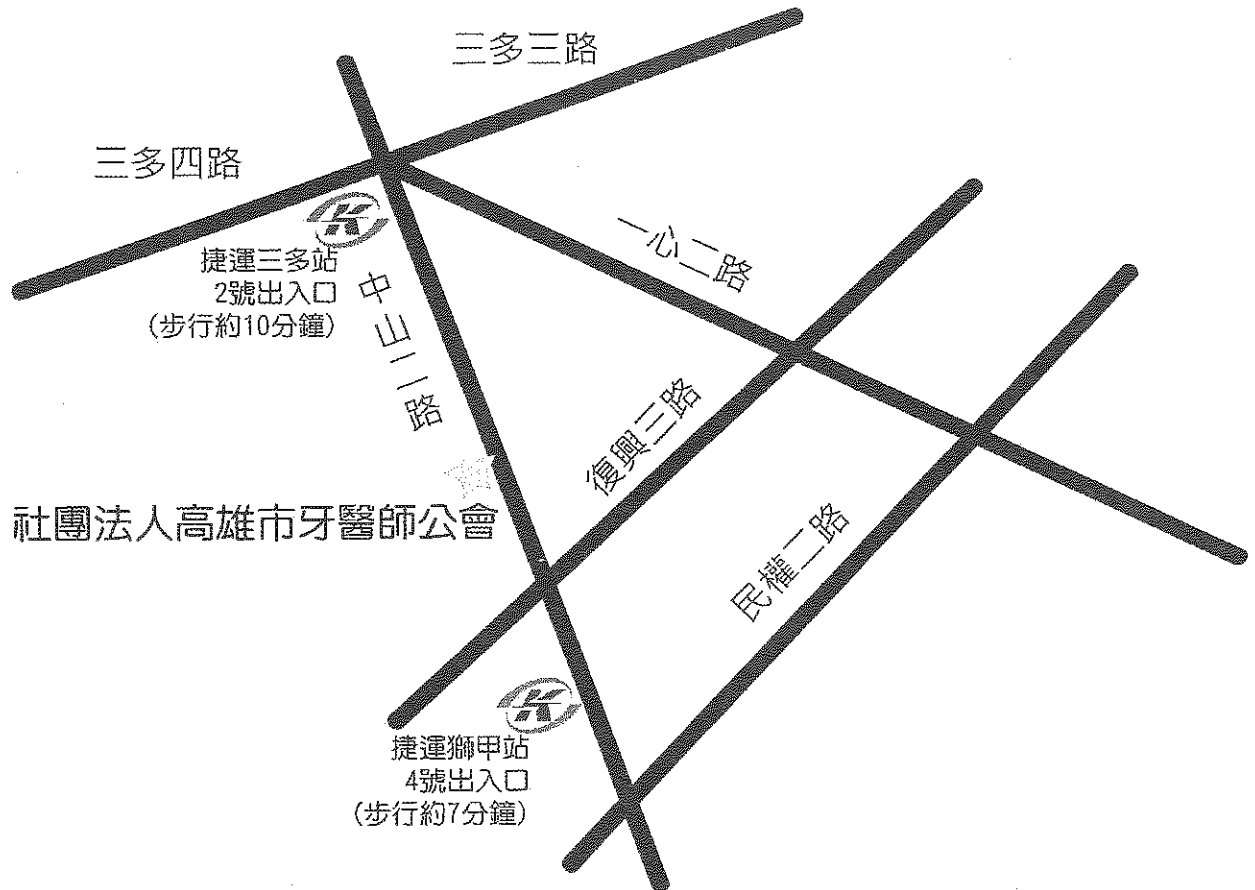 三多三路
三多四路
一心二路
捷運三多站
2號出入口
(步行約10分鐘)
中山二路
復興三路
社團法人高雄市牙醫師公會
民權二路
捷運獅甲站
4號出入口
(步行約7分鐘)